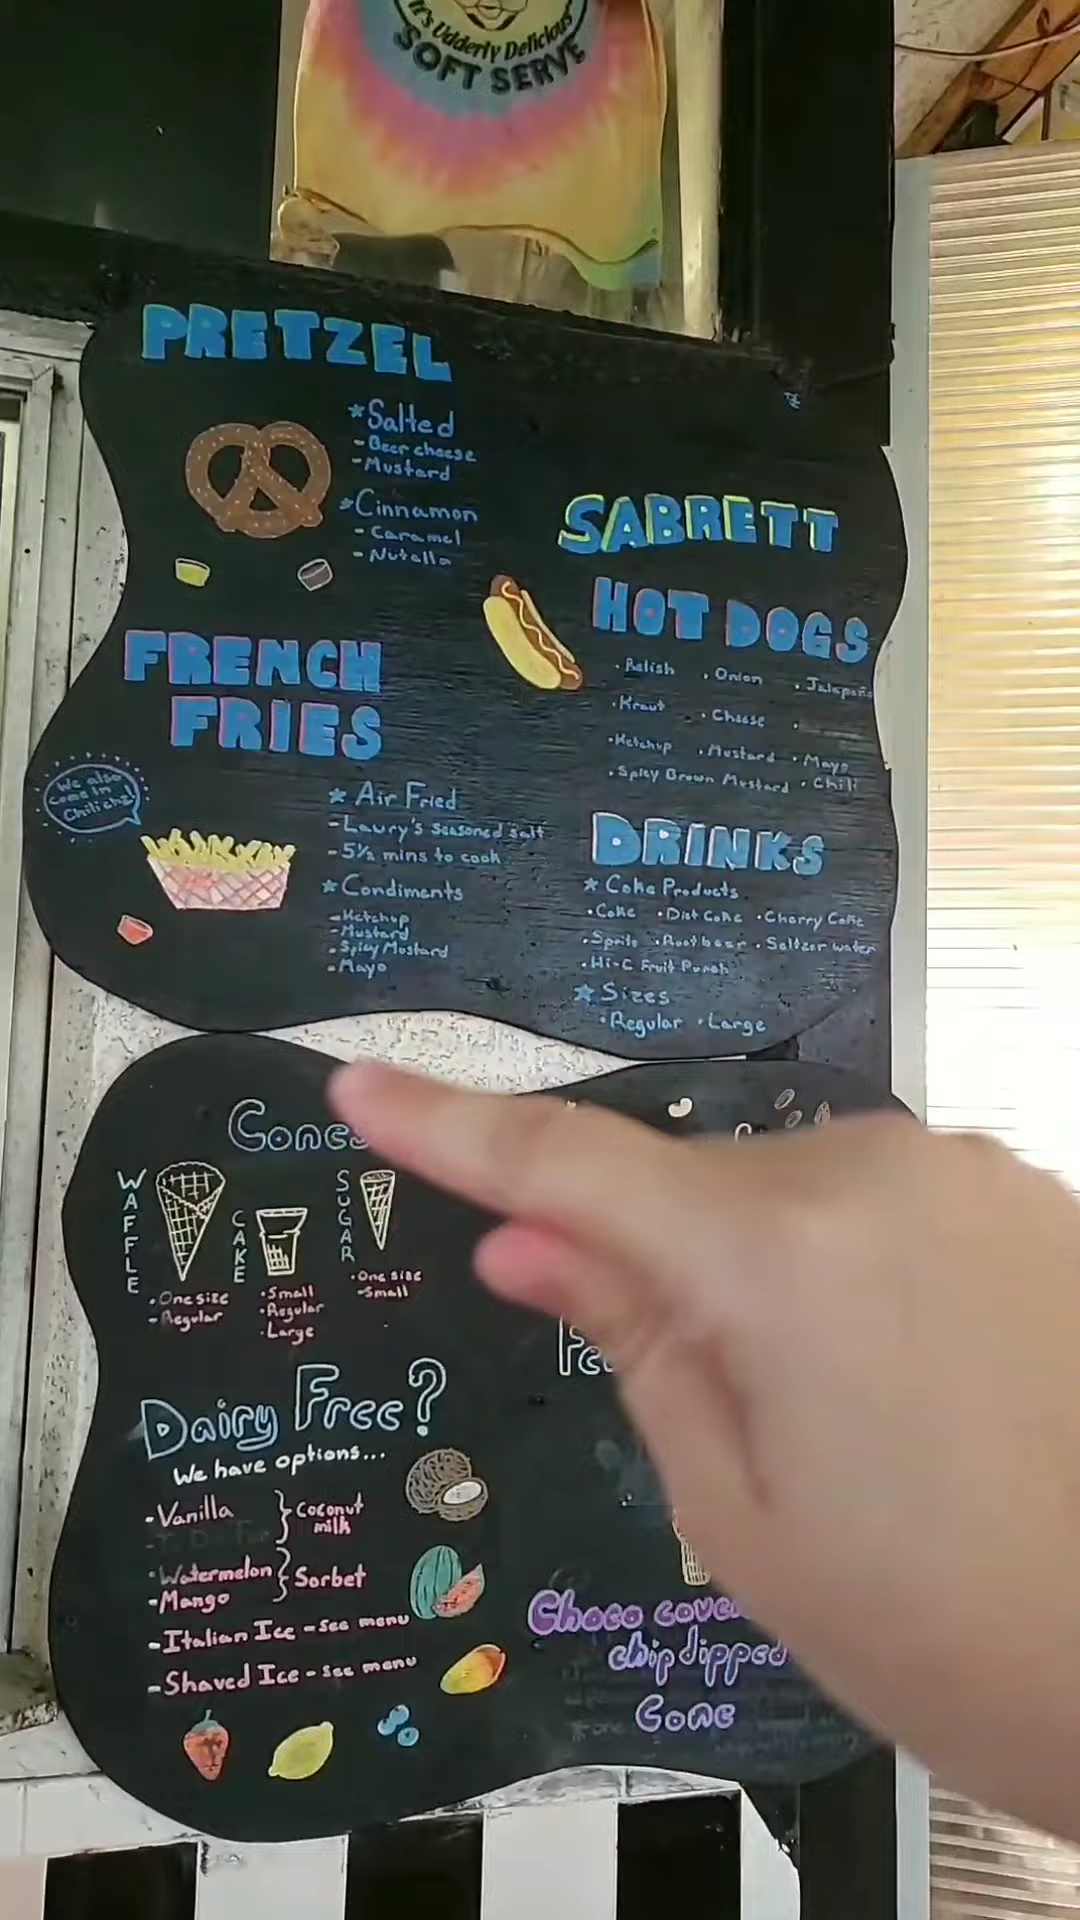 It's Udderly Delicious
SOFT SERVE
PRETZEL
Salted
- Beer cheese
- Mustard
Cinnamon
- Caramel
- Nutella
FRENCH
FRIES
We also
come in
Chili chz!
Air Fried
- Laury's seasoned salt
- 5½ mins to cook
Condiments
- Ketchup
- Mustard
- Spicy Mustard
- Mayo
SABRETT
HOT DOGS
· Relish · Onion · Jalapeño
· Kraut · Cheese ·
· Ketchup · Mustard · Mayo
· Spicy Brown Mustard · Chili
DRINKS
Coke Products
· Coke · Diet Coke · Cherry Coke
· Sprite · Root beer · Seltzer water
· Hi-C Fruit Punch
Sizes
· Regular · Large
Cones
WAFFLE
· One size
- Regular
CAKE
· Small
· Regular
· Large
SUGAR
· One size
- Small
Dairy Free?
We have options...
· Vanilla
Coconut
milk
· Watermelon
- Mango
Sorbet
- Italian Ice - see menu
- Shaved Ice - see menu
Choco
chip dipped
Cone